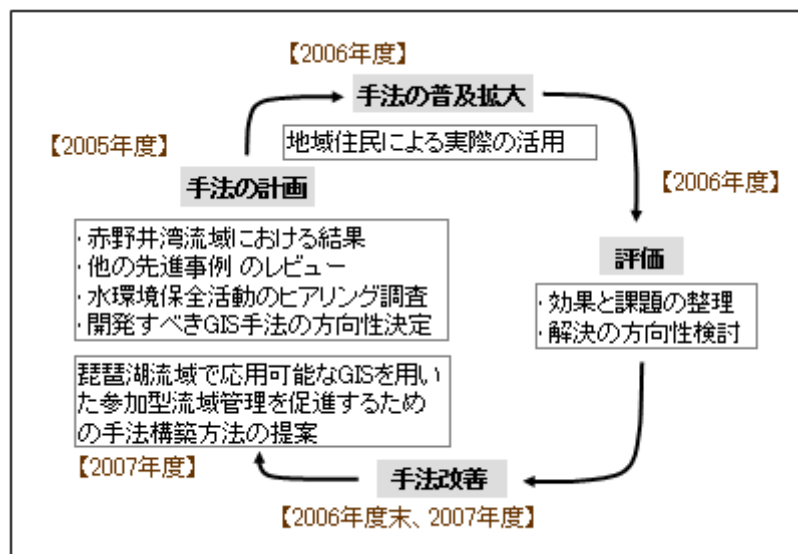 【2006年度】
手法の普及拡大
地域住民による実際の活用
【2005年度】
手法の計画
・赤野井湾流域における結果
・他の先進事例 のレビュー
・水環境保全活動のヒアリング調査
・開発すべきGIS手法の方向性決定
【2006年度】
評価
・効果と課題の整理
・解決の方向性検討
琵琶湖流域で応用可能なGISを用い
た参加型流域管理を促進するため
の手法構築方法の提案
【2007年度】
手法改善
【2006年度末、2007年度】